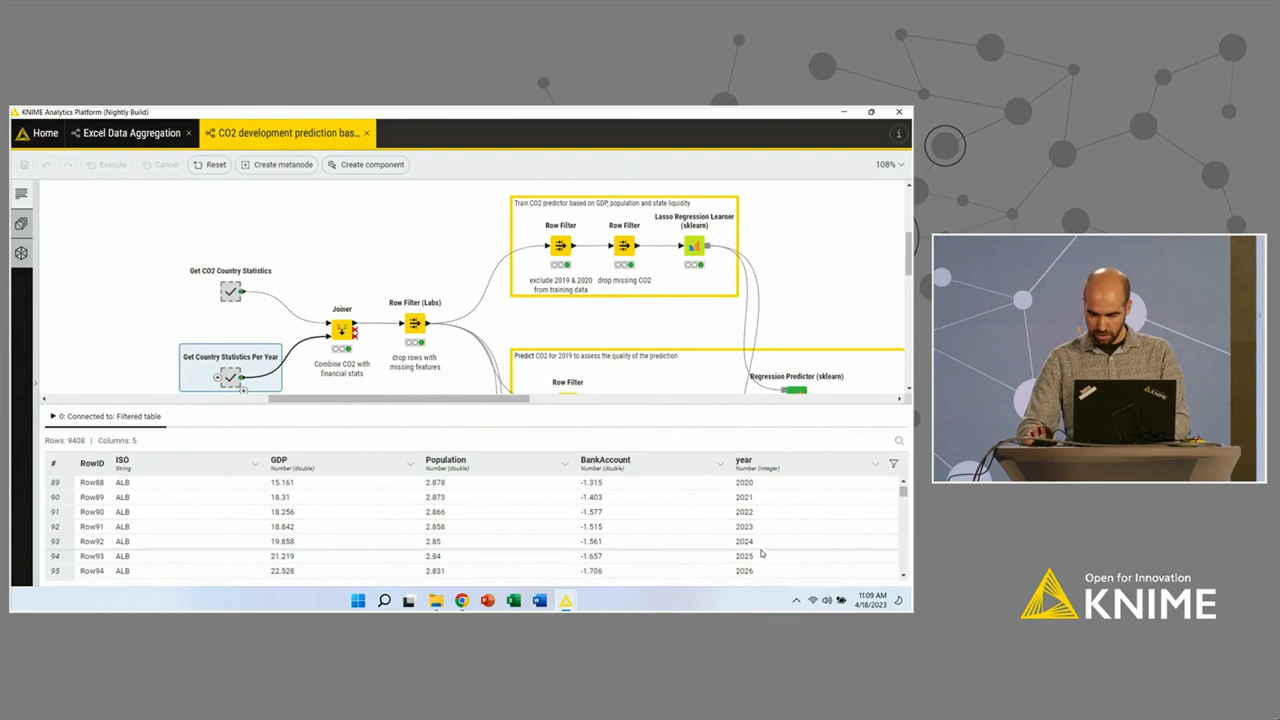 KNIME Analytics Platform (Nightly Build)
Home
Excel Data Aggregation
CO2 development prediction bas...
Execute
Cancel
Reset
Create metanode
Create component
108%
Train CO2 predictor based on GDP, population and state liquidity
Row Filter
Row Filter
Lasso Regression Learner
(sklearn)
exclude 2019 & 2020
from training data
drop missing CO2
Get CO2 Country Statistics
Joiner
Row Filter (Labs)
Combine CO2 with
financial stats
drop rows with
missing features
Get Country Statistics Per Year
Predict CO2 for 2019 to assess the quality of the prediction
Row Filter
Regression Predictor (sklearn)
0: Connected to: Filtered table
Rows: 9408 | Columns: 5
# RowID ISO GDP Population BankAccount year
String Number (double) Number (double) Number (double) Number (integer)
89 Row88 ALB 15.161 2.878 -1.315 2020
90 Row89 ALB 18.31 2.873 -1.403 2021
91 Row90 ALB 18.256 2.866 -1.577 2022
92 Row91 ALB 18.842 2.858 -1.515 2023
93 Row92 ALB 19.858 2.85 -1.561 2024
94 Row93 ALB 21.219 2.84 -1.657 2025
95 Row94 ALB 22.528 2.831 -1.706 2026
11:09 AM
4/18/2023
Open for Innovation
KNIME